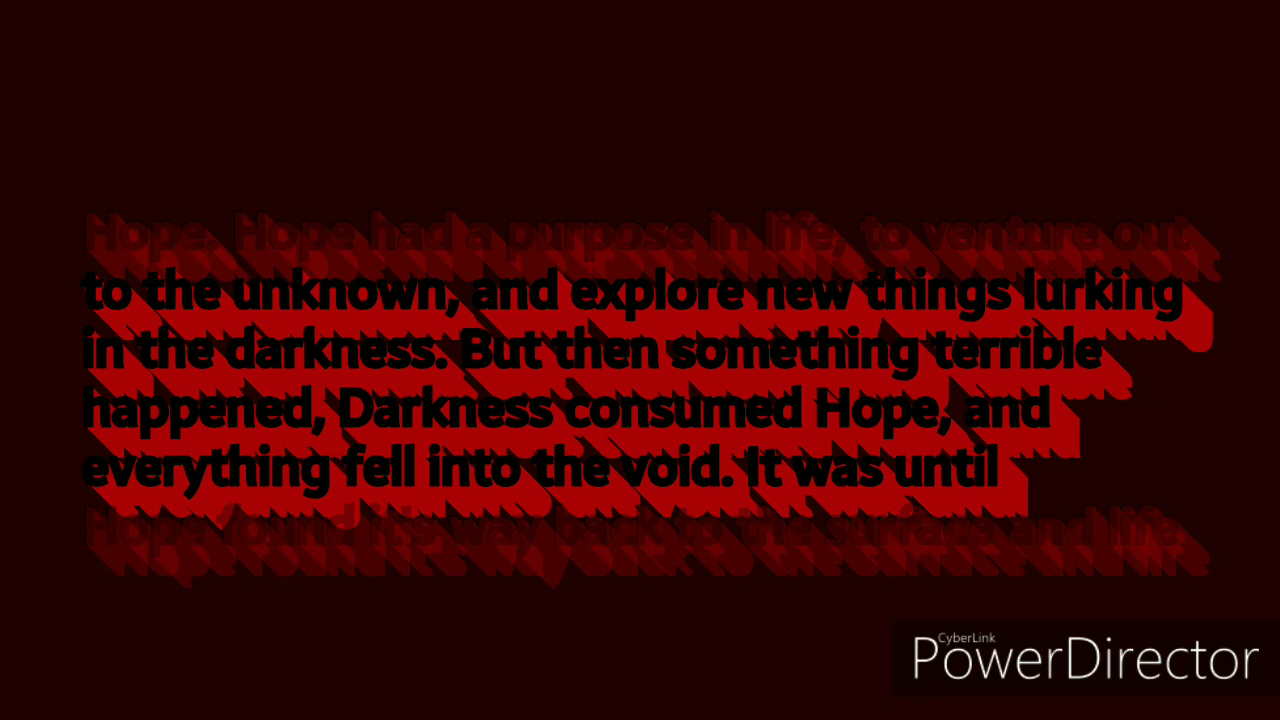 Hope. Hope had a purpose in life, to venture out
to the unknown, and explore new things lurking
in the darkness. But then something terrible
happened, Darkness consumed Hope, and
everything fell into the void. It was until
Hope found it's way back to the surface and life.
CyberLink
PowerDirector